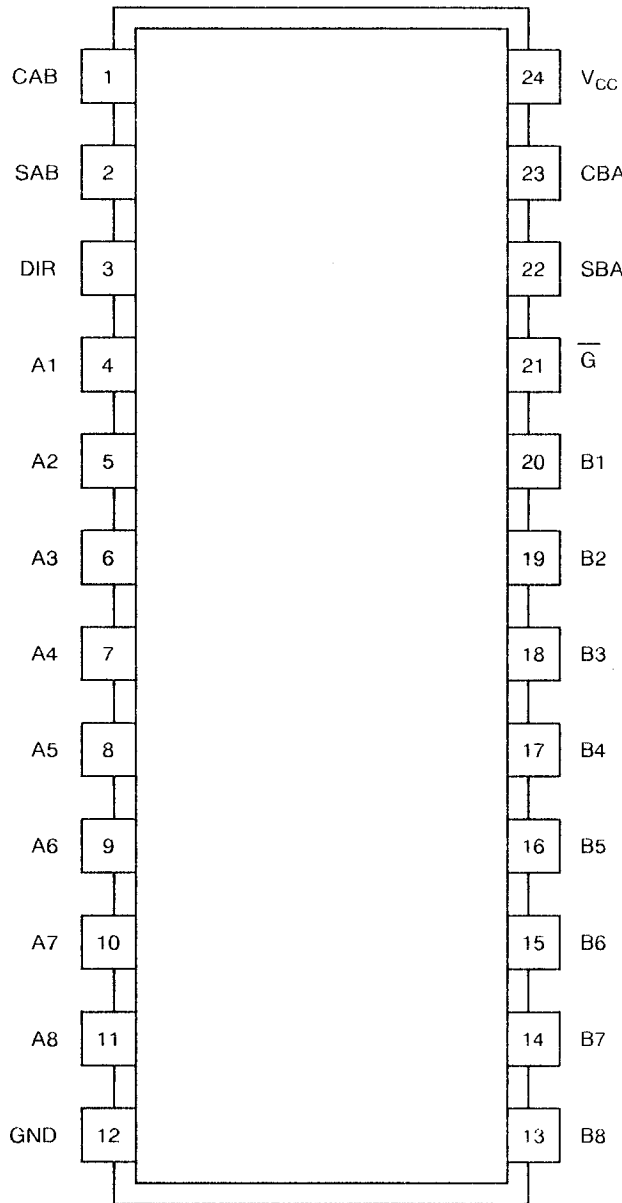 CAB 1 24 V_CC
SAB 2 23 CBA
DIR 3 22 SBA
A1 4 21 G̅
A2 5 20 B1
A3 6 19 B2
A4 7 18 B3
A5 8 17 B4
A6 9 16 B5
A7 10 15 B6
A8 11 14 B7
GND 12 13 B8